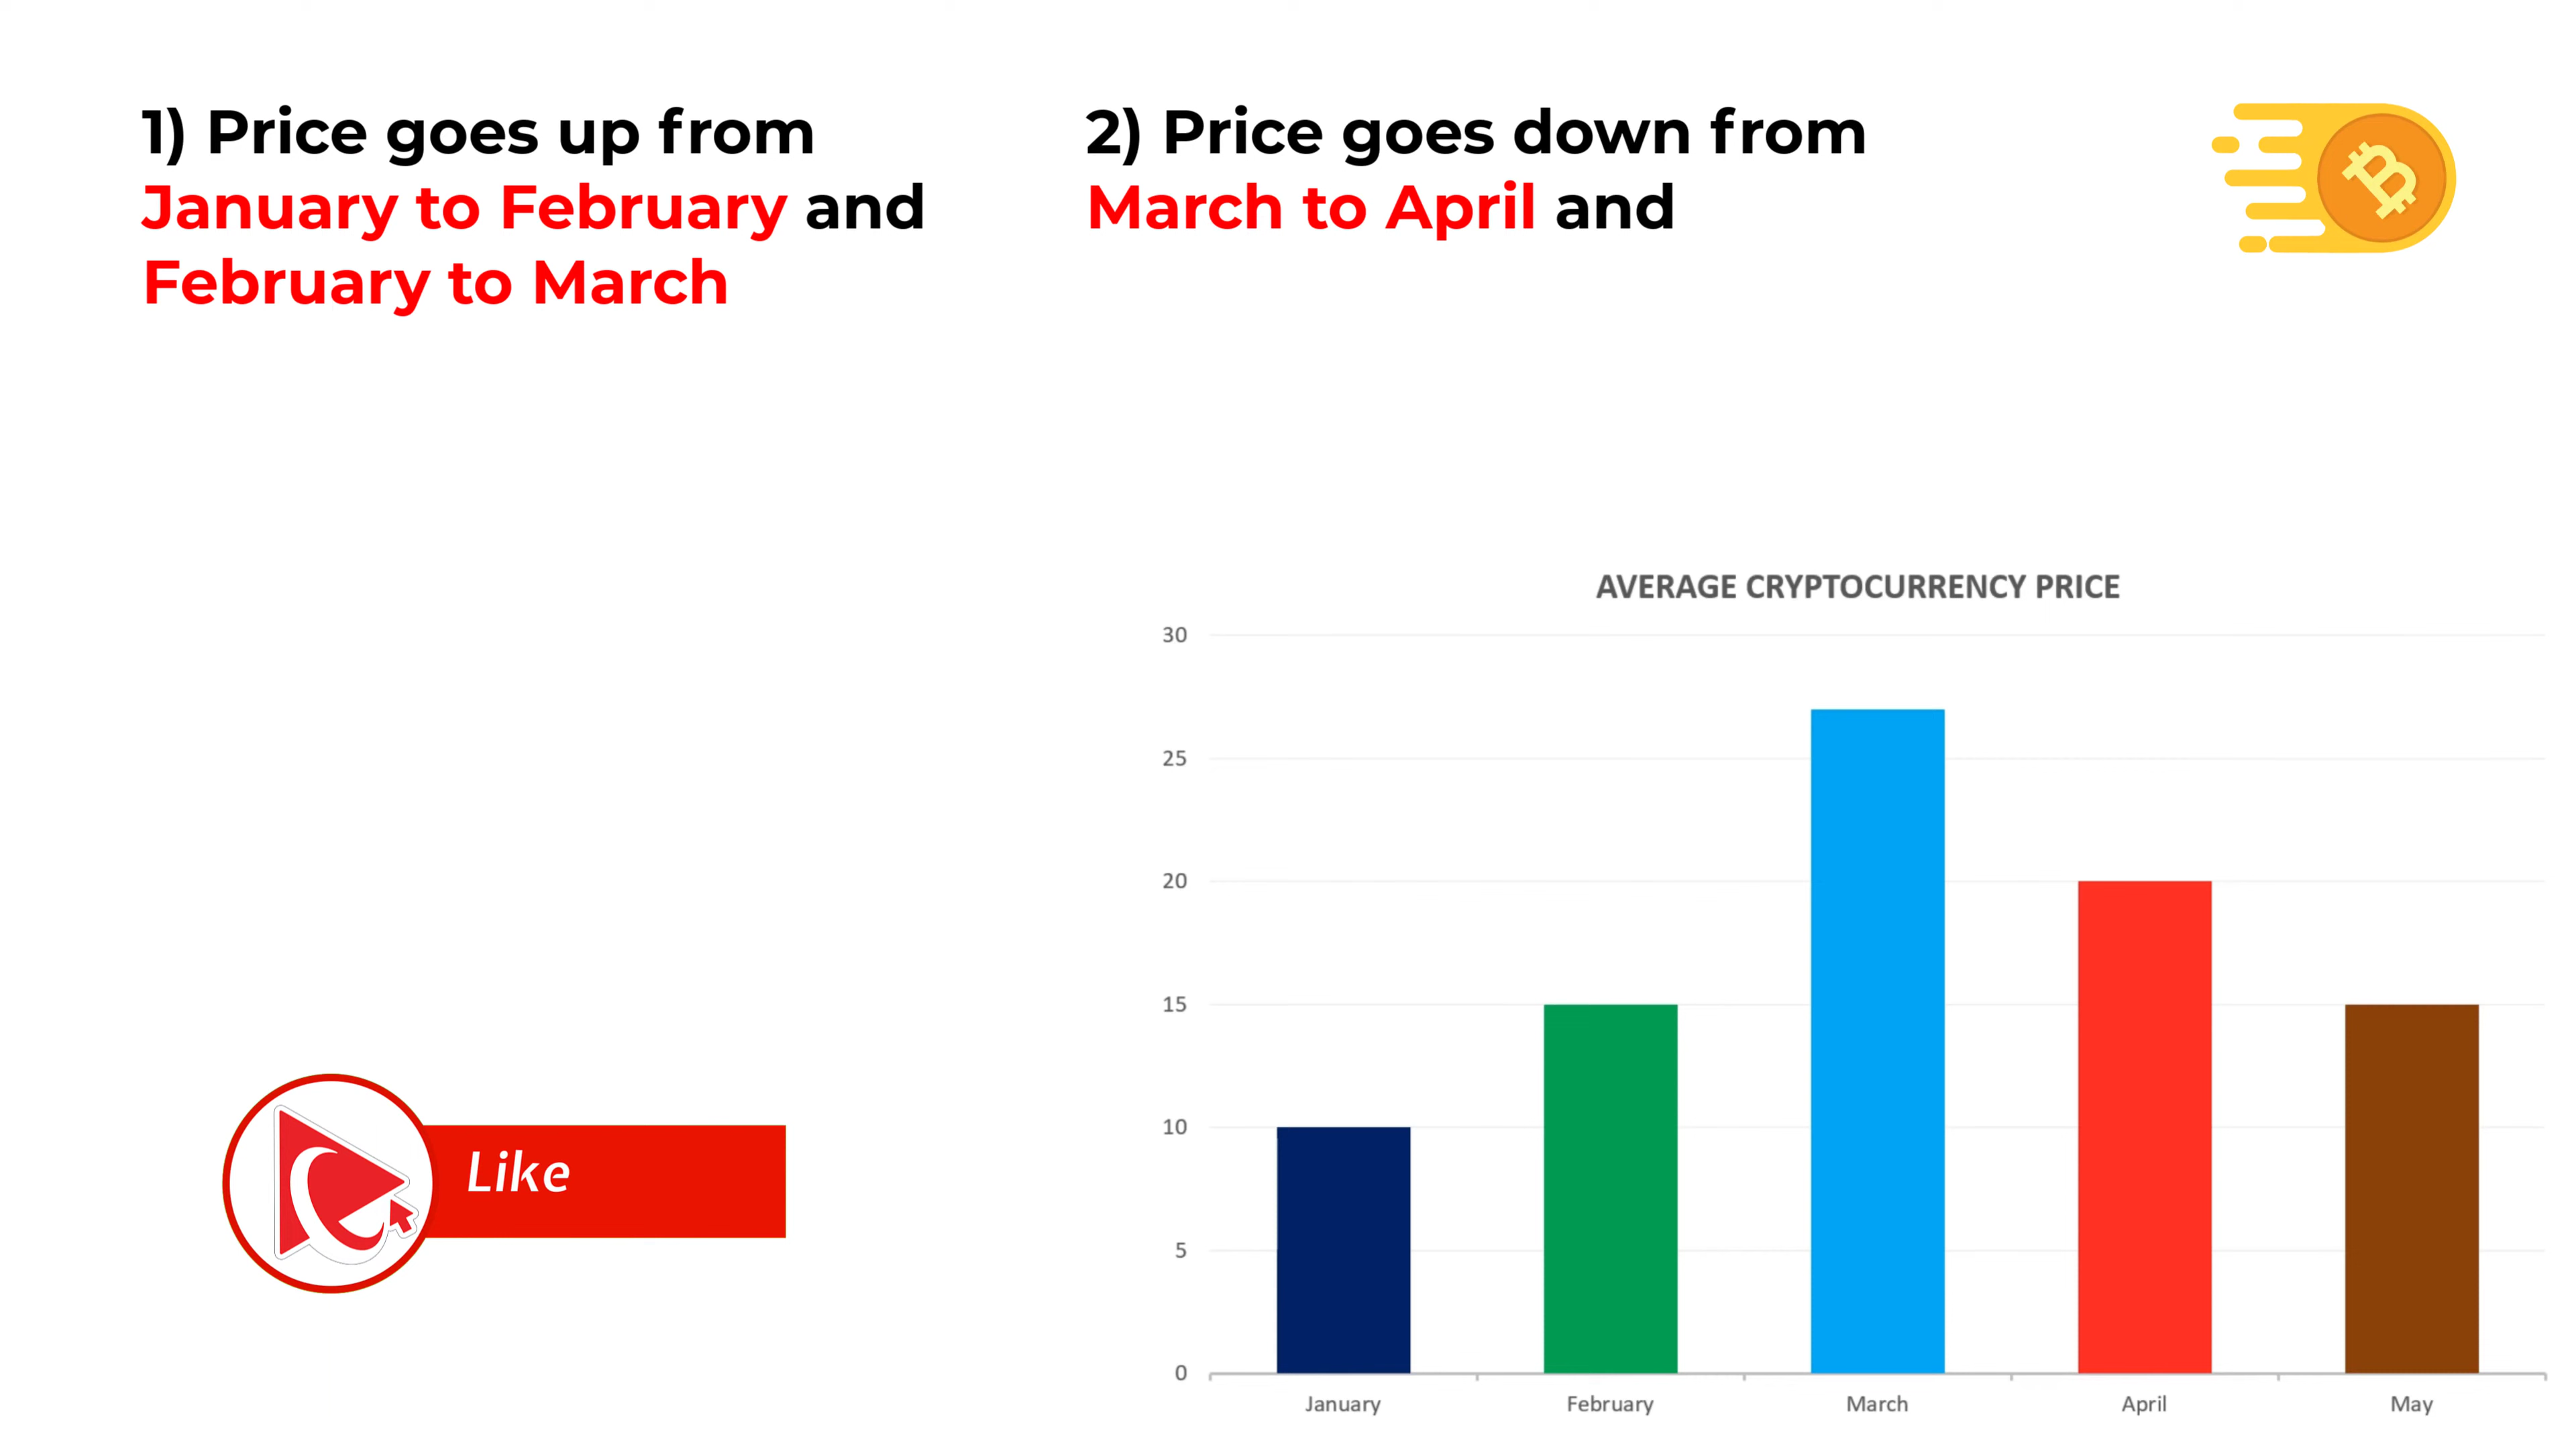 1) Price goes up from
January to February and
February to March
2) Price goes down from
March to April and
AVERAGE CRYPTOCURRENCY PRICE
30
25
20
15
10
5
0
January
February
March
April
May
Like